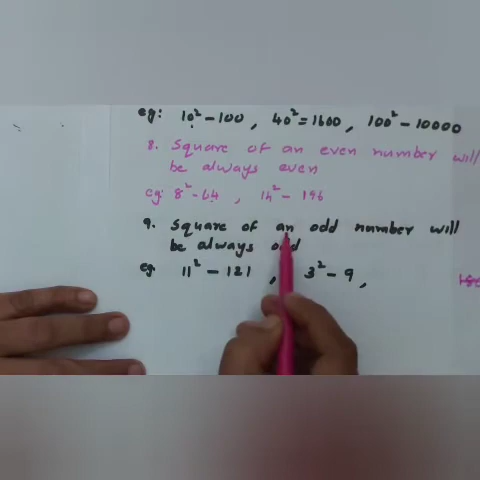 eg: 10² - 100, 40² = 1600, 100² - 10000
8. Square of an even number will
be always even
eg: 8² - 64, 14² - 196
9. Square of an odd number will
be always odd
eg 11² - 121, 3² - 9,